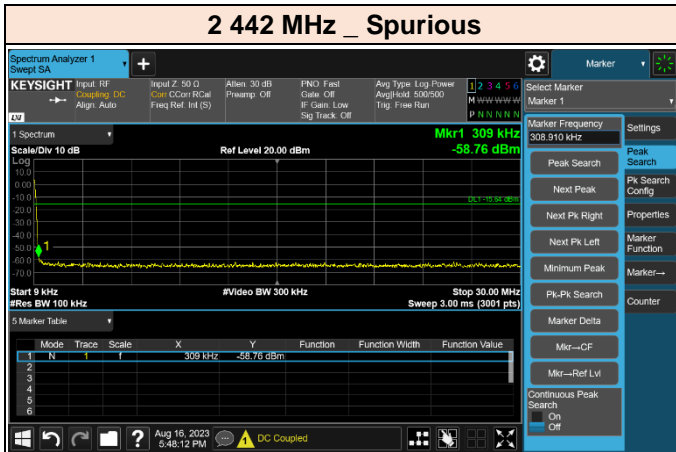 2 442 MHz _ Spurious
Spectrum Analyzer 1
Swept SA
+
Marker
KEYSIGHT
Input: RF
Coupling: DC
Align: Auto
Input Z: 50 Ω
Corr CCorr RCal
Freq Ref: Int (S)
Atten: 30 dB
Preamp: Off
PNO: Fast
Gate: Off
IF Gain: Low
Sig Track: Off
Avg Type: Log-Power
Avg|Hold: 500/500
Trig: Free Run
1 2 3 4 5 6
M W W W W W
P N N N N N
LXI
Select Marker
Marker 1
Marker Frequency
308.910 kHz
Settings
Peak Search
Next Peak
Next Pk Right
Next Pk Left
Minimum Peak
Pk-Pk Search
Marker Delta
Mkr→CF
Mkr→Ref Lvl
Continuous Peak
Search
On
Off
Peak
Search
Pk Search
Config
Properties
Marker
Function
Marker→
Counter
1 Spectrum
Scale/Div 10 dB
Ref Level 20.00 dBm
Mkr1 309 kHz
-58.76 dBm
Log
10.0
0.00
-10.0
-20.0
-30.0
-40.0
-50.0
-60.0
-70.0
DL1 -15.64 dBm
1
Start 9 kHz
#Video BW 300 kHz
Stop 30.00 MHz
#Res BW 100 kHz
Sweep 3.00 ms (3001 pts)
5 Marker Table
Mode Trace Scale X Y Function Function Width Function Value
1 N 1 f 309 kHz -58.76 dBm
2
3
4
5
6
?
Aug 16, 2023
5:48:12 PM
1
DC Coupled